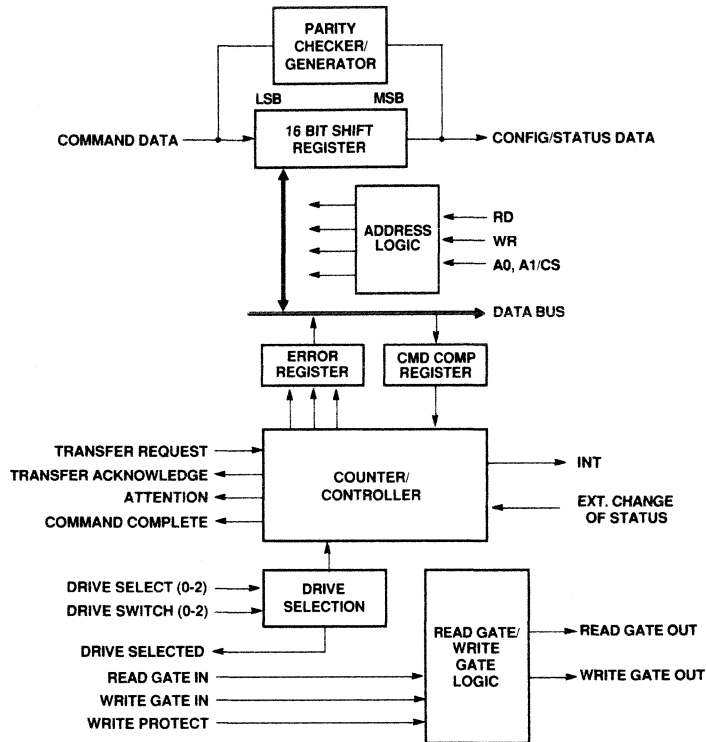 PARITY
CHECKER/
GENERATOR
LSB
MSB
COMMAND DATA
16 BIT SHIFT
REGISTER
CONFIG/STATUS DATA
ADDRESS
LOGIC
RD
WR
A0, A1/CS
DATA BUS
ERROR
REGISTER
CMD COMP
REGISTER
TRANSFER REQUEST
TRANSFER ACKNOWLEDGE
ATTENTION
COMMAND COMPLETE
COUNTER/
CONTROLLER
INT
EXT. CHANGE
OF STATUS
DRIVE SELECT (0-2)
DRIVE SWITCH (0-2)
DRIVE
SELECTION
DRIVE SELECTED
READ GATE IN
WRITE GATE IN
WRITE PROTECT
READ GATE/
WRITE
GATE
LOGIC
READ GATE OUT
WRITE GATE OUT